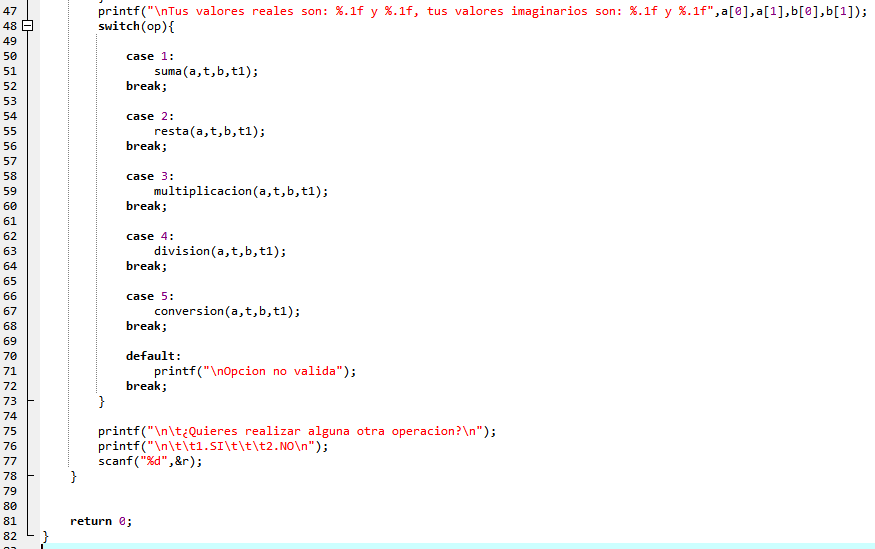 47 printf("\nTus valores reales son: %.1f y %.1f, tus valores imaginarios son: %.1f y %.1f",a[0],a[1],b[0],b[1]);
48 switch(op){
49
50 case 1:
51 suma(a,t,b,t1);
52 break;
53
54 case 2:
55 resta(a,t,b,t1);
56 break;
57
58 case 3:
59 multiplicacion(a,t,b,t1);
60 break;
61
62 case 4:
63 division(a,t,b,t1);
64 break;
65
66 case 5:
67 conversion(a,t,b,t1);
68 break;
69
70 default:
71 printf("\nOpcion no valida");
72 break;
73 }
74
75 printf("\n\t¿Quieres realizar alguna otra operacion?\n");
76 printf("\n\t\t1.SI\t\t\t2.NO\n");
77 scanf("%d",&r);
78 }
79
80
81 return 0;
82 }